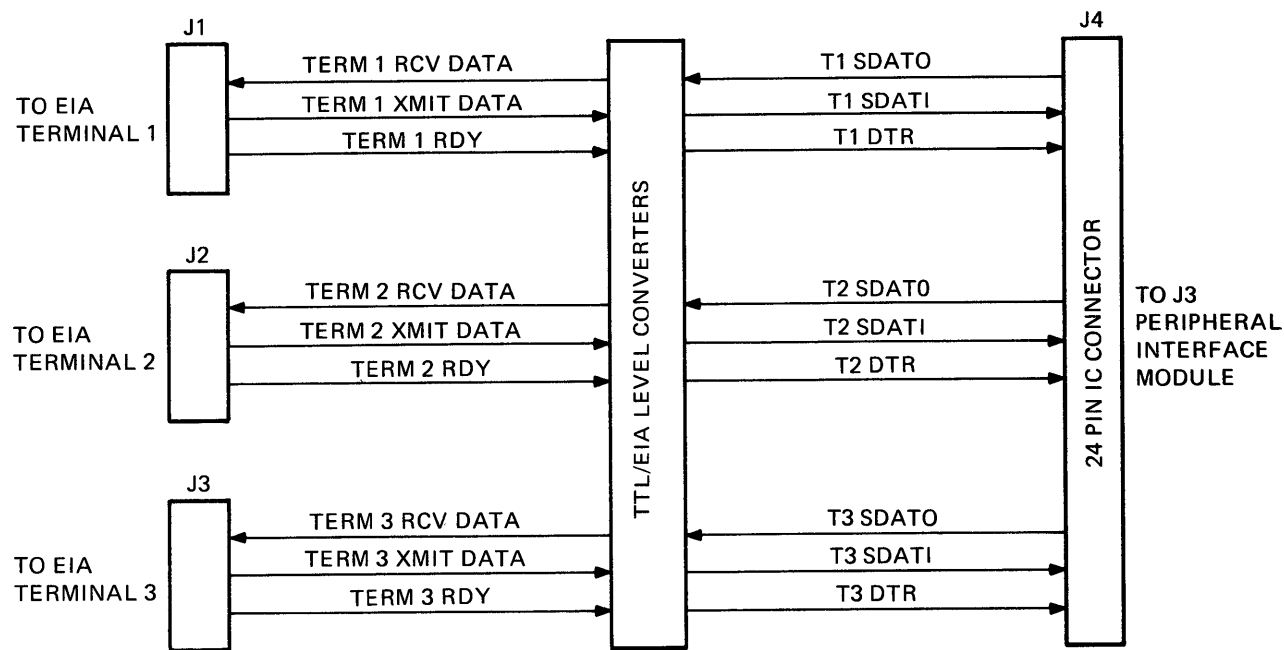 J1
TO EIA
TERMINAL 1
TERM 1 RCV DATA
TERM 1 XMIT DATA
TERM 1 RDY
J2
TO EIA
TERMINAL 2
TERM 2 RCV DATA
TERM 2 XMIT DATA
TERM 2 RDY
J3
TO EIA
TERMINAL 3
TERM 3 RCV DATA
TERM 3 XMIT DATA
TERM 3 RDY
TTL/EIA LEVEL CONVERTERS
T1 SDATO
T1 SDATI
T1 DTR
T2 SDATO
T2 SDATI
T2 DTR
T3 SDATO
T3 SDATI
T3 DTR
J4
24 PIN IC CONNECTOR
TO J3
PERIPHERAL
INTERFACE
MODULE